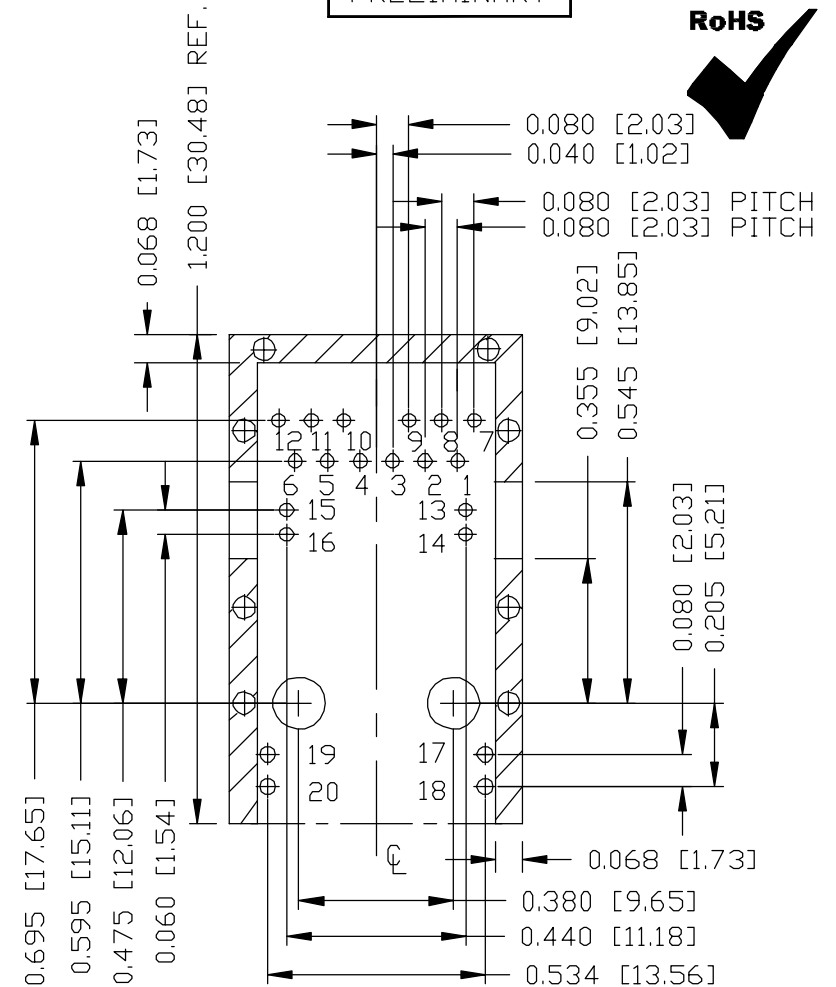 PRELIMINARY
RoHS
0.080 [2.03]
0.040 [1.02]
0.080 [2.03] PITCH
0.080 [2.03] PITCH
0.068 [1.73]
1.200 [30.48] REF.
0.355 [9.02]
0.545 [13.85]
12 11 10 9 8 7
6 5 4 3 2 1
15 13
16 14
0.080 [2.03]
0.205 [5.21]
19 17
20 18
0.695 [17.65]
0.595 [15.11]
0.475 [12.06]
0.060 [1.54]
CL
0.068 [1.73]
0.380 [9.65]
0.440 [11.18]
0.534 [13.56]